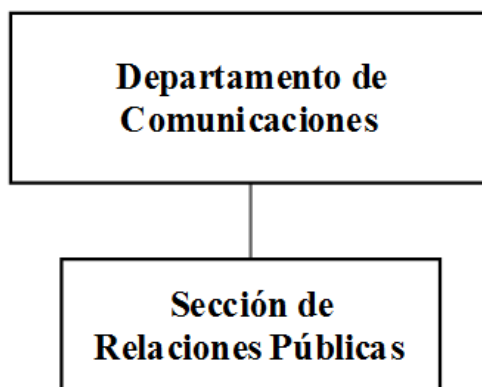 Departamento de
Comunicaciones
Sección de
Relaciones Públicas